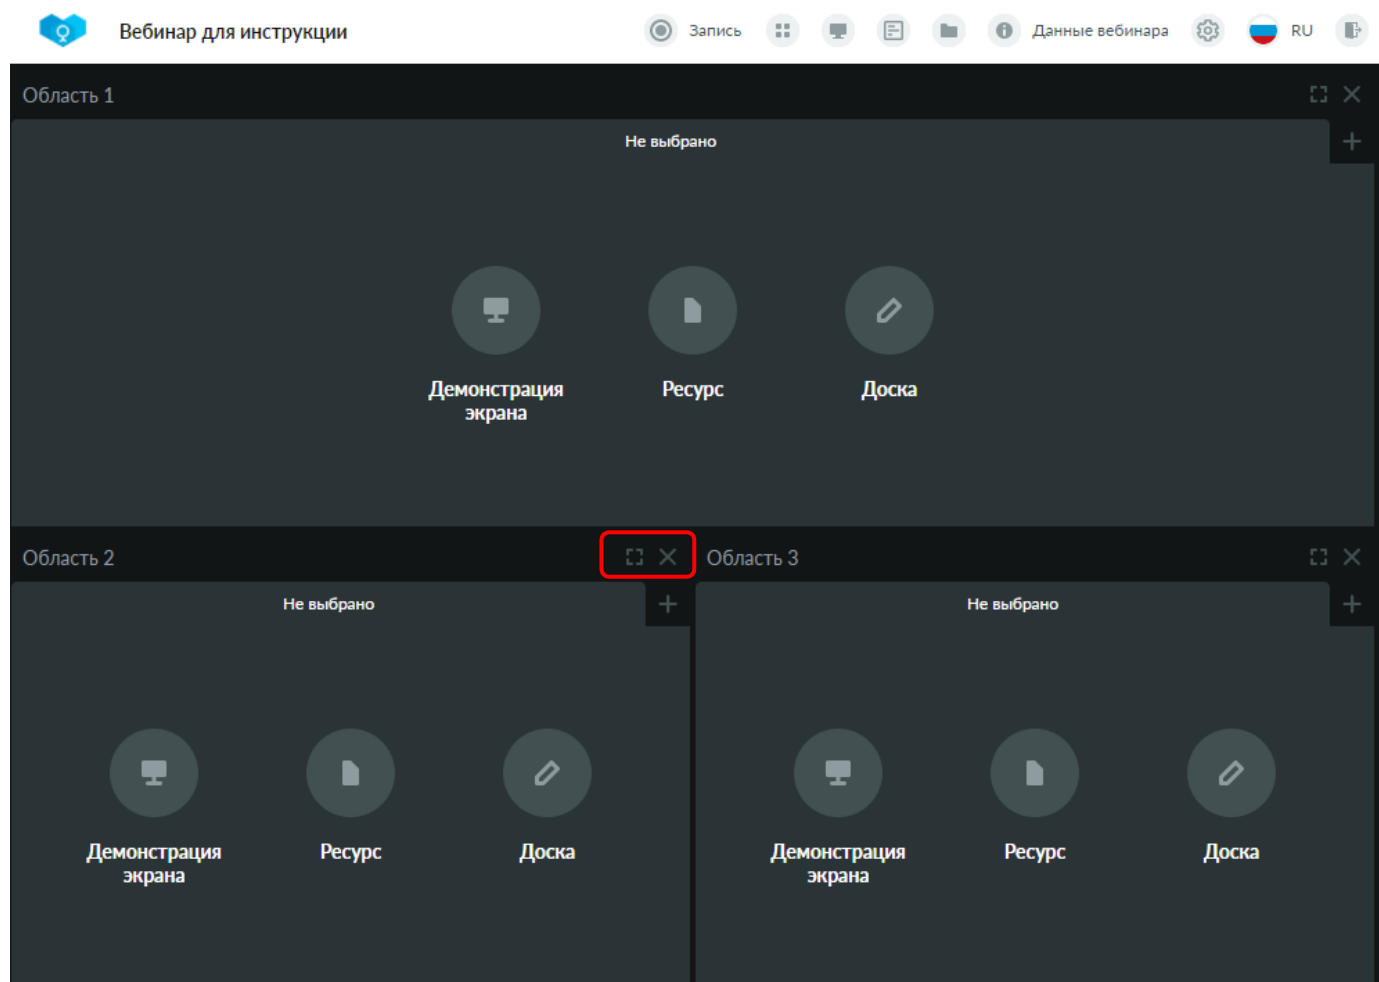 Вебинар для инструкции
Запись
Данные вебинара
RU
Область 1
Не выбрано
Демонстрация
экрана
Ресурс
Доска
Область 2
Не выбрано
Демонстрация
экрана
Ресурс
Доска
Область 3
Не выбрано
Демонстрация
экрана
Ресурс
Доска